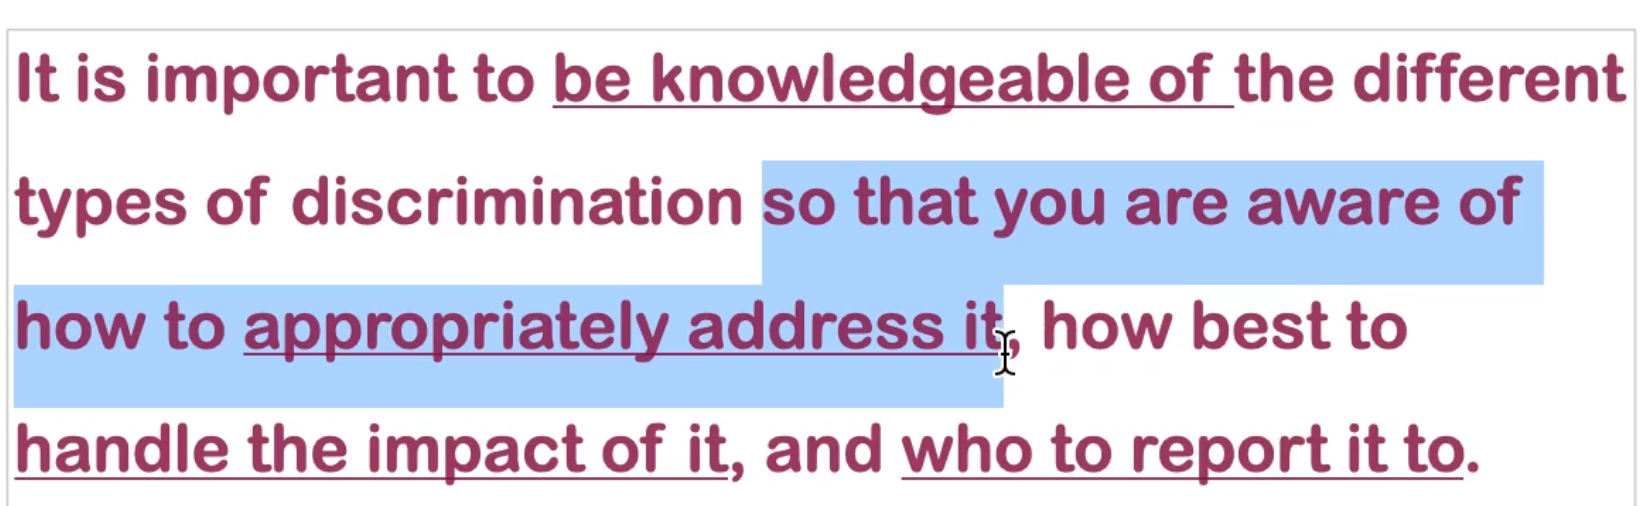 It is important to be knowledgeable of the different
types of discrimination so that you are aware of
how to appropriately address it, how best to
handle the impact of it, and who to report it to.